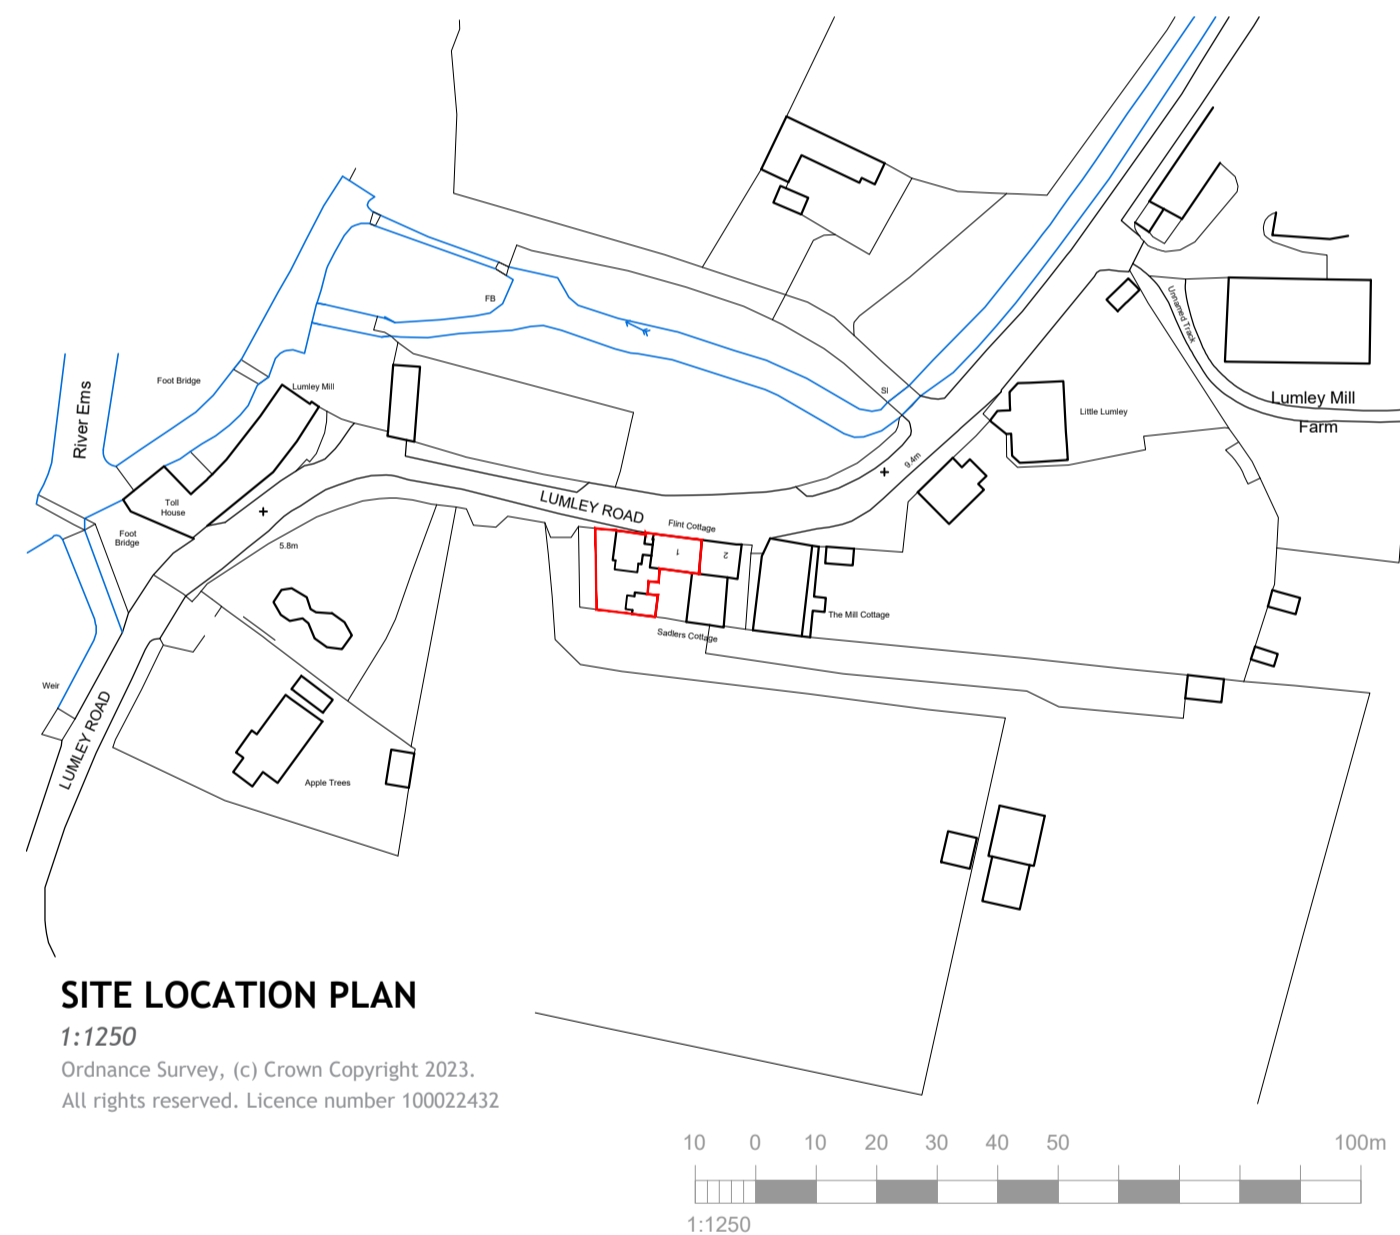 Sl
Unnamed Track
FB
River Ems
Foot Bridge
Lumley Mill
Little Lumley
Lumley Mill
Farm
9.4m
LUMLEY ROAD
Flint Cottage
1
2
Toll
House
Foot
Bridge
5.8m
The Mill Cottage
Sadlers Cottage
Weir
LUMLEY ROAD
Apple Trees
SITE LOCATION PLAN
1:1250
Ordnance Survey, (c) Crown Copyright 2023.
All rights reserved. Licence number 100022432
10 0 10 20 30 40 50 100m
1:1250